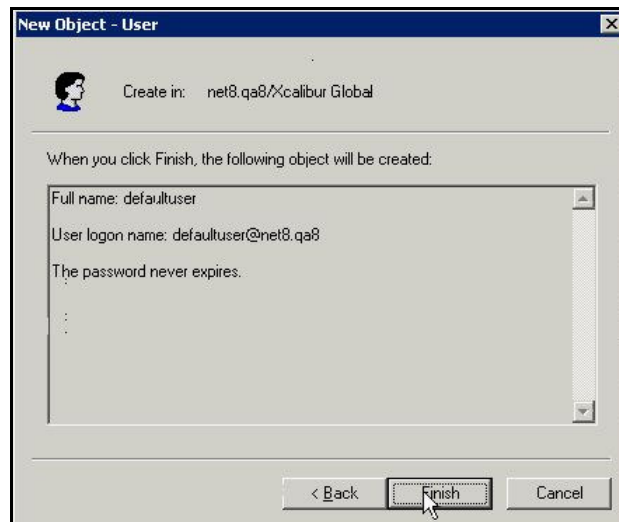 New Object - User
Create in: net8.qa8/Xcalibur Global
When you click Finish, the following object will be created:
Full name: defaultuser
User logon name: defaultuser@net8.qa8
The password never expires.
< Back Finish Cancel